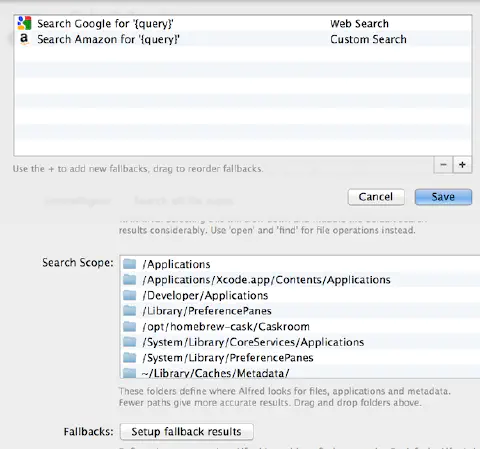 Search Google for '{query}' Web Search
Search Amazon for '{query}' Custom Search
Use the + to add new fallbacks, drag to reorder fallbacks.
Cancel Save
results considerably. Use 'open' and 'find' for file operations instead.
Search Scope: /Applications
/Applications/Xcode.app/Contents/Applications
/Developer/Applications
/Library/PreferencePanes
/opt/homebrew-cask/Caskroom
/System/Library/CoreServices/Applications
/System/Library/PreferencePanes
~/Library/Caches/Metadata/
These folders define where Alfred looks for files, applications and metadata.
Fewer paths give more accurate results. Drag and drop folders above.
Fallbacks: Setup fallback results